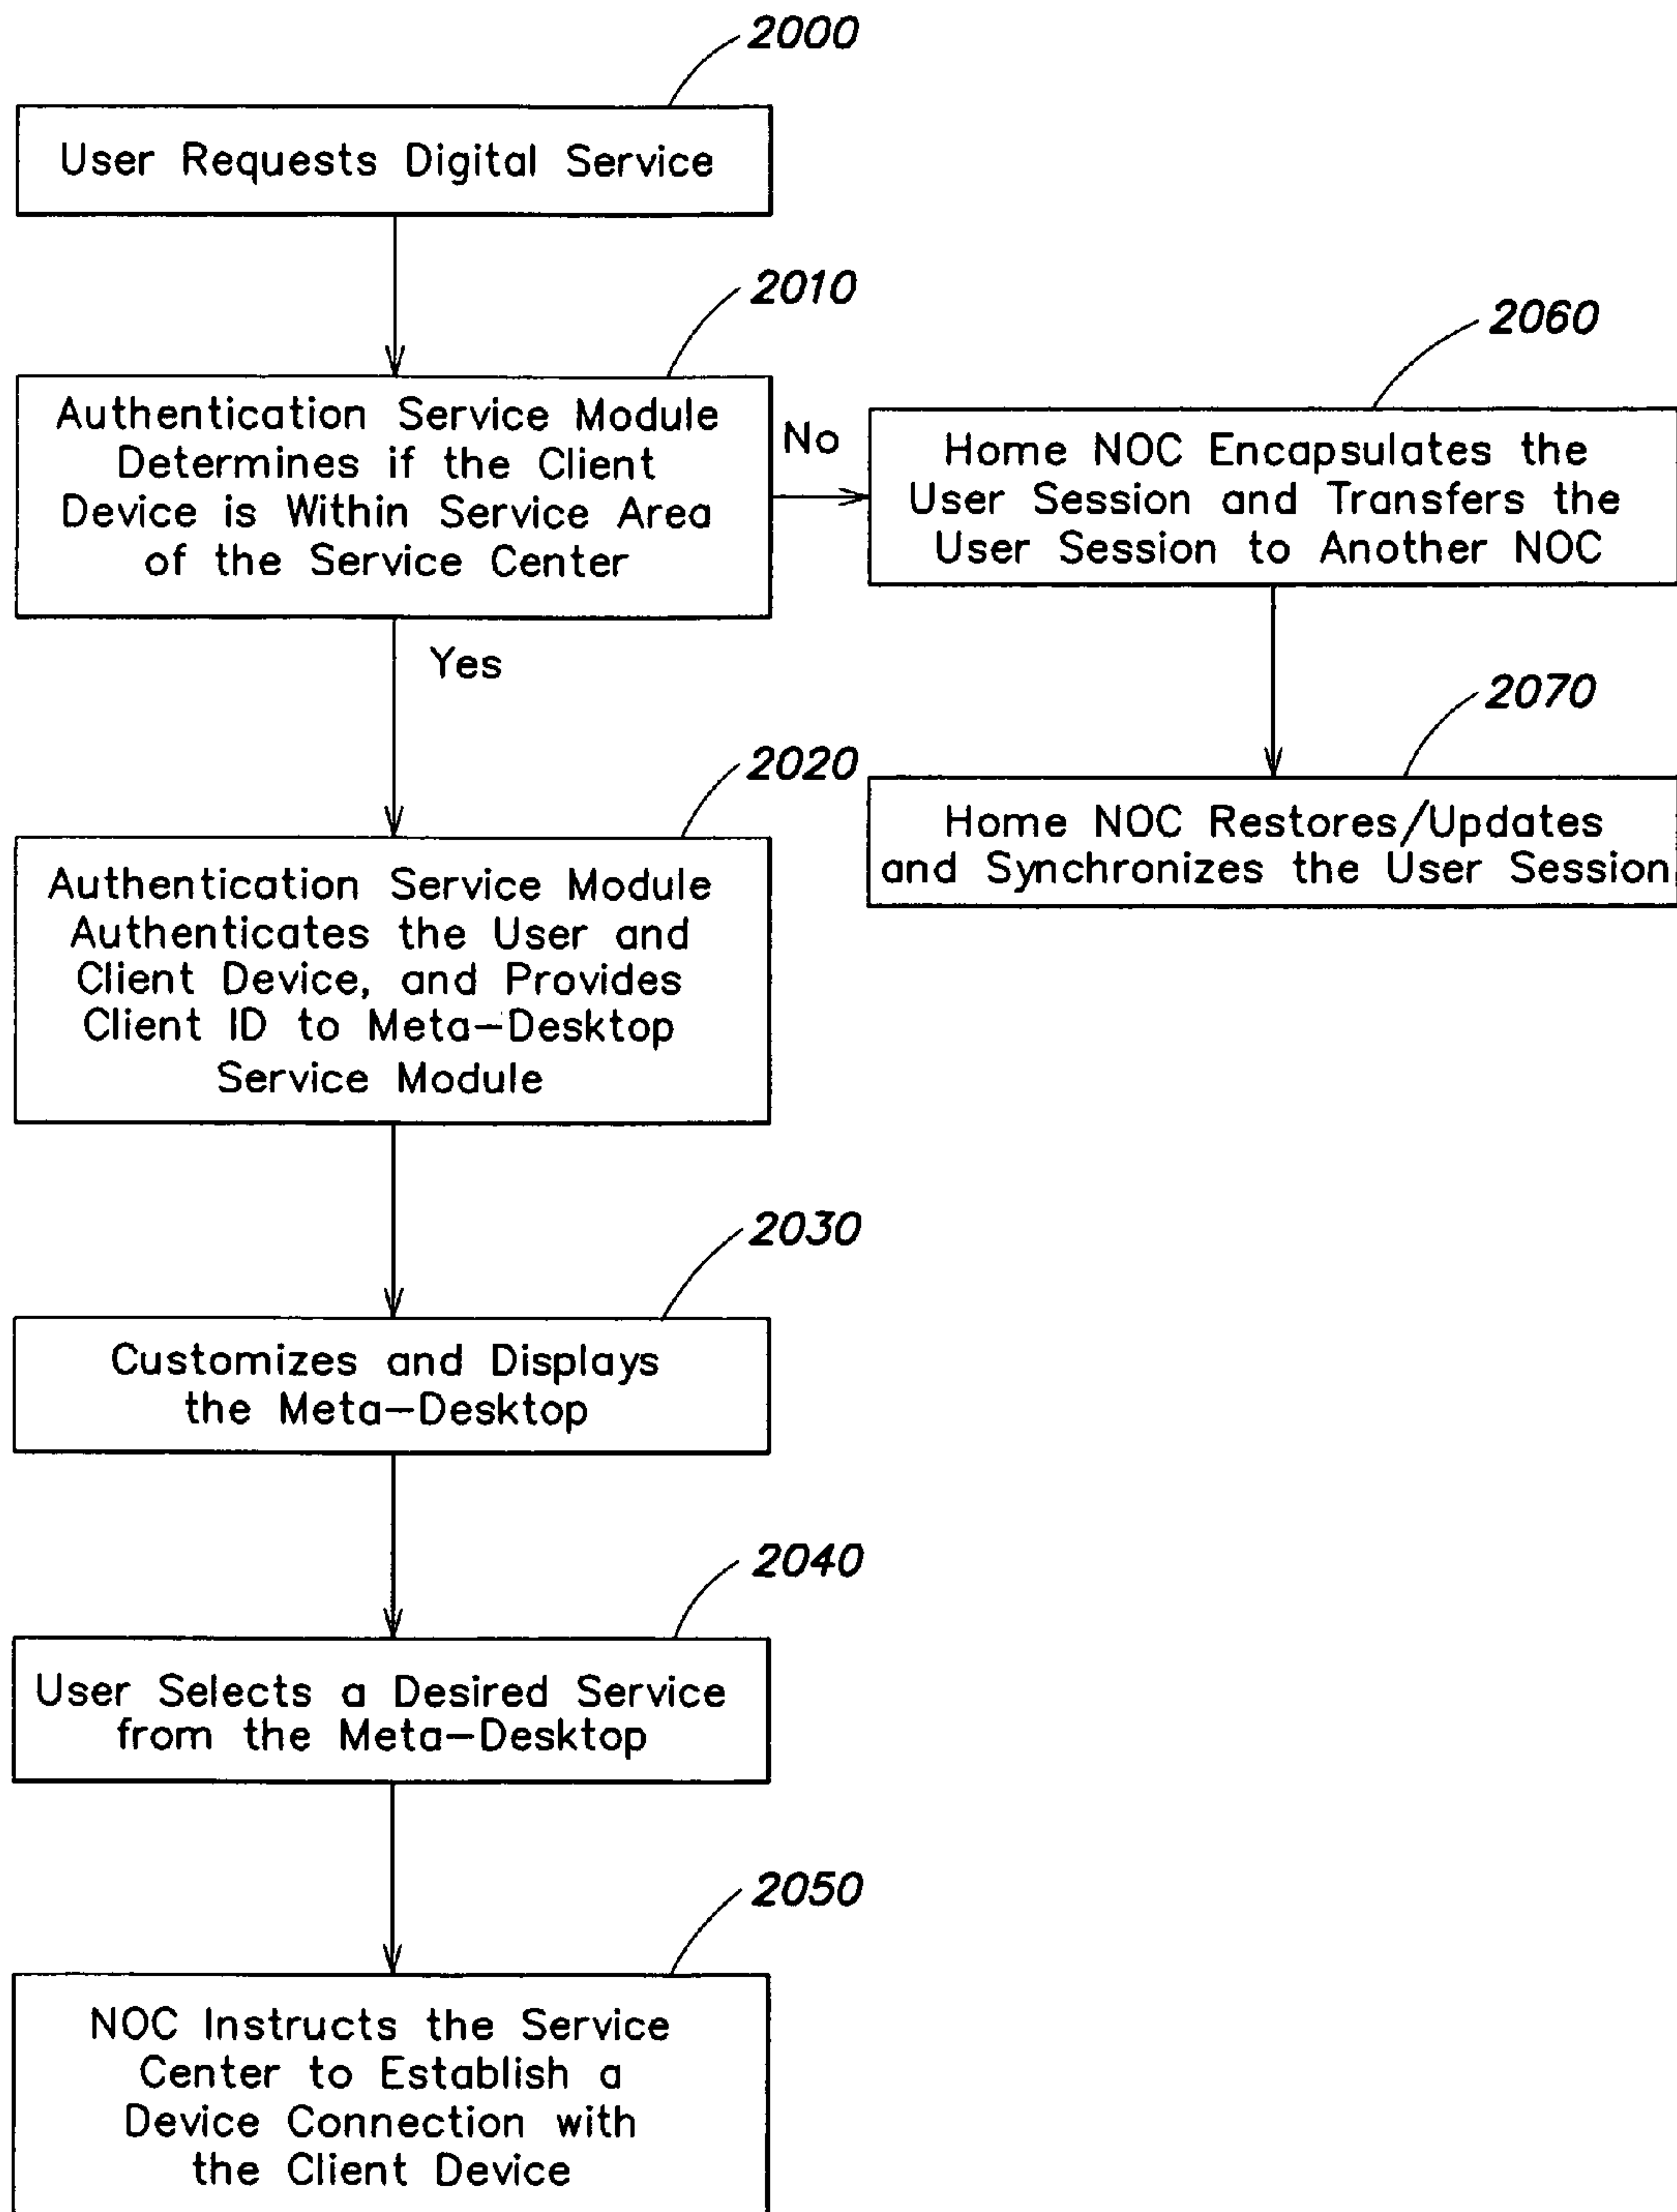 2000
User Requests Digital Service
2010
Authentication Service Module
Determines if the Client
Device is Within Service Area
of the Service Center
No
Yes
2060
Home NOC Encapsulates the
User Session and Transfers the
User Session to Another NOC
2070
Home NOC Restores/Updates
and Synchronizes the User Session
2020
Authentication Service Module
Authenticates the User and
Client Device, and Provides
Client ID to Meta-Desktop
Service Module
2030
Customizes and Displays
the Meta-Desktop
2040
User Selects a Desired Service
from the Meta-Desktop
2050
NOC Instructs the Service
Center to Establish a
Device Connection with
the Client Device